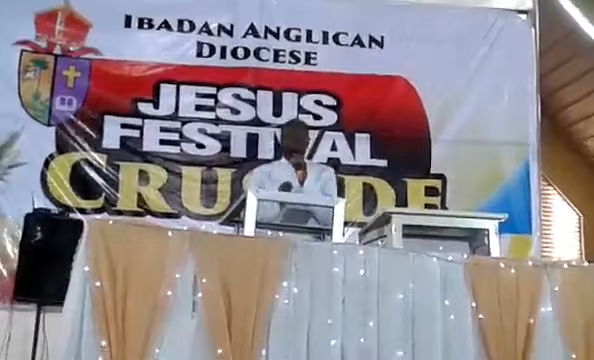 IBADAN ANGLICAN
DIOCESE
JESUS
FESTIVAL
CRUSADE